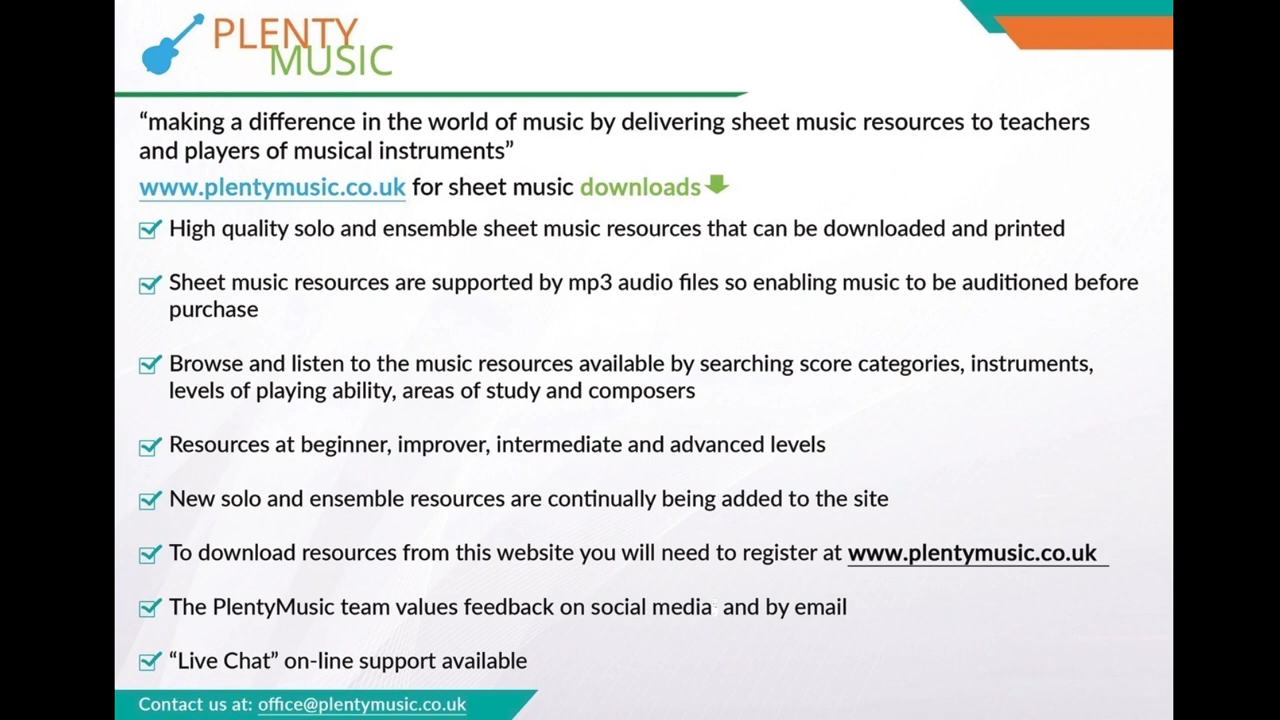 PLENTY
MUSIC
“making a difference in the world of music by delivering sheet music resources to teachers
and players of musical instruments”
www.plentymusic.co.uk for sheet music downloads
High quality solo and ensemble sheet music resources that can be downloaded and printed
Sheet music resources are supported by mp3 audio files so enabling music to be auditioned before
purchase
Browse and listen to the music resources available by searching score categories, instruments,
levels of playing ability, areas of study and composers
Resources at beginner, improver, intermediate and advanced levels
New solo and ensemble resources are continually being added to the site
To download resources from this website you will need to register at www.plentymusic.co.uk
The PlentyMusic team values feedback on social media and by email
“Live Chat” on-line support available
Contact us at: office@plentymusic.co.uk